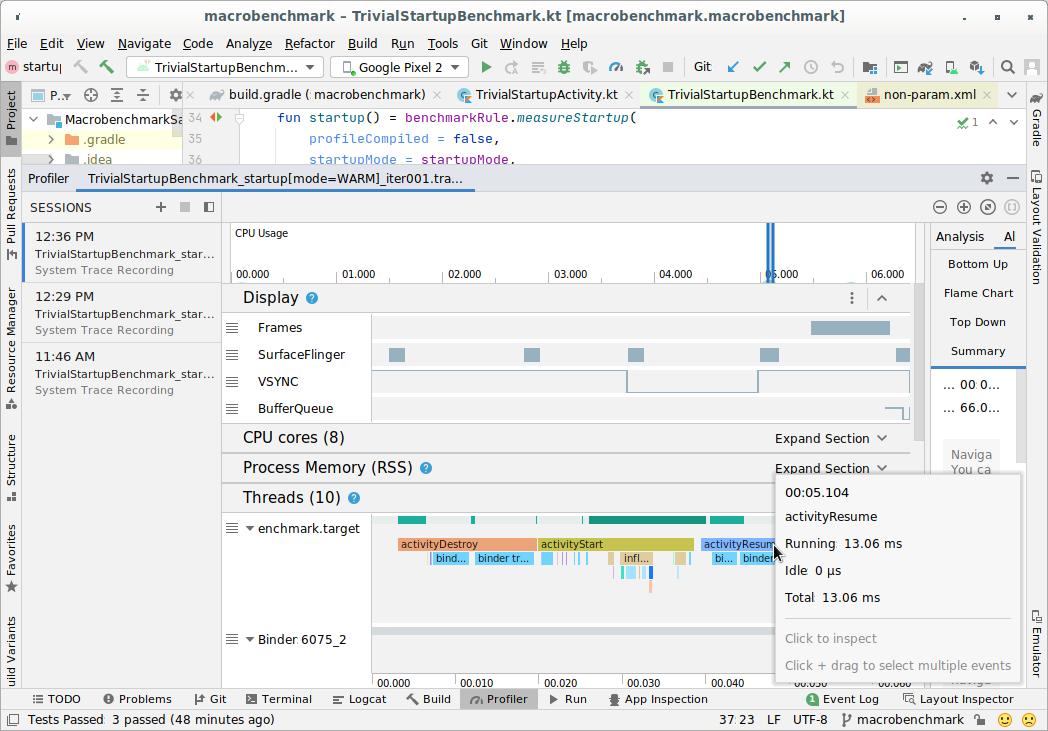 macrobenchmark – TrivialStartupBenchmark.kt [macrobenchmark.macrobenchmark]
File Edit View Navigate Code Analyze Refactor Build Run Tools Git Window Help
m startup TrivialStartupBenchm... Google Pixel 2 Git:
P.. build.gradle (:macrobenchmark) TrivialStartupActivity.kt TrivialStartupBenchmark.kt non-param.xml
MacrobenchmarkSa
.gradle
.idea
34 fun startup() = benchmarkRule.measureStartup(
35 profileCompiled = false,
36 startupMode = startupMode,
1
Profiler TrivialStartupBenchmark_startup[mode=WARM]_iter001.tra...
SESSIONS
12:36 PM
TrivialStartupBenchmark_star...
System Trace Recording
12:29 PM
TrivialStartupBenchmark_star...
System Trace Recording
11:46 AM
TrivialStartupBenchmark_star...
System Trace Recording
CPU Usage
00.000 01.000 02.000 03.000 04.000 05.000 06.000
Display ?
Frames
SurfaceFlinger
VSYNC
BufferQueue
CPU cores (8) Expand Section
Process Memory (RSS) ? Expand Section
Threads (10) ?
enchmark.target
activityDestroy activityStart activityResum
bind... binder tr... infl... bi... binder
Binder:6075_2
00.000 00.010 00.020 00.030 00.040
00:05.104
activityResume
Running: 13.06 ms
Idle: 0 µs
Total: 13.06 ms
Click to inspect
Click + drag to select multiple events
Analysis Al
Bottom Up
Flame Chart
Top Down
Summary
... 00:0...
... 66.0...
Naviga
You ca
Project
Pull Requests
Resource Manager
Structure
Favorites
uild Variants
Gradle
Layout Validation
Emulator
TODO Problems Git Terminal Logcat Build Profiler Run App Inspection 1 Event Log Layout Inspector
Tests Passed: 3 passed (48 minutes ago) 37:23 LF UTF-8 macrobenchmark